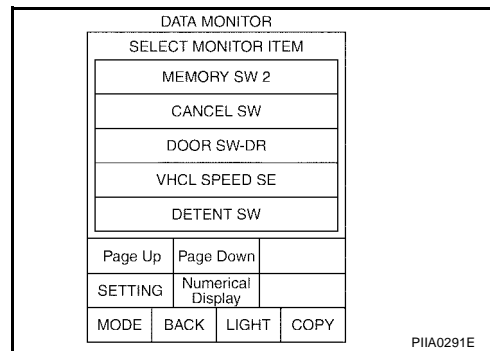 DATA MONITOR
SELECT MONITOR ITEM
MEMORY SW 2
CANCEL SW
DOOR SW-DR
VHCL SPEED SE
DETENT SW
Page Up Page Down
SETTING Numerical
Display
MODE BACK LIGHT COPY
PIIA0291E